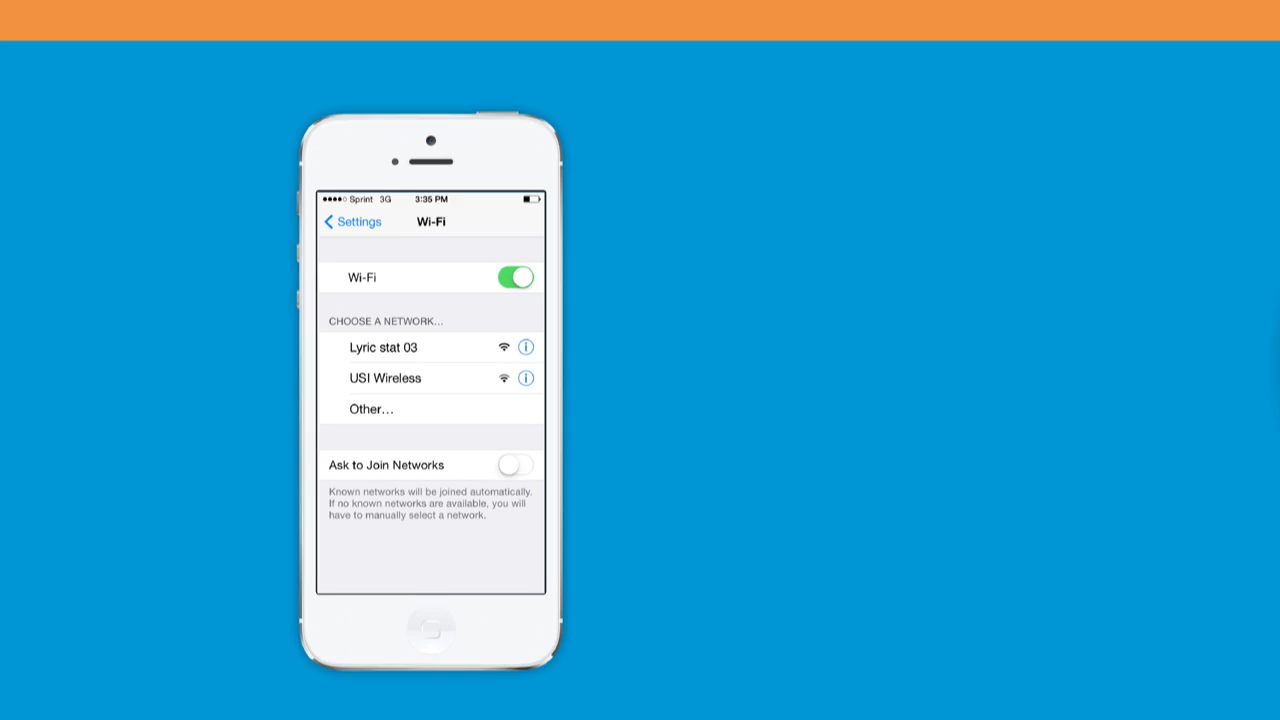 Sprint 3G 3:35 PM
Settings Wi-Fi
Wi-Fi
CHOOSE A NETWORK...
Lyric stat 03
USI Wireless
Other...
Ask to Join Networks
Known networks will be joined automatically.
If no known networks are available, you will
have to manually select a network.